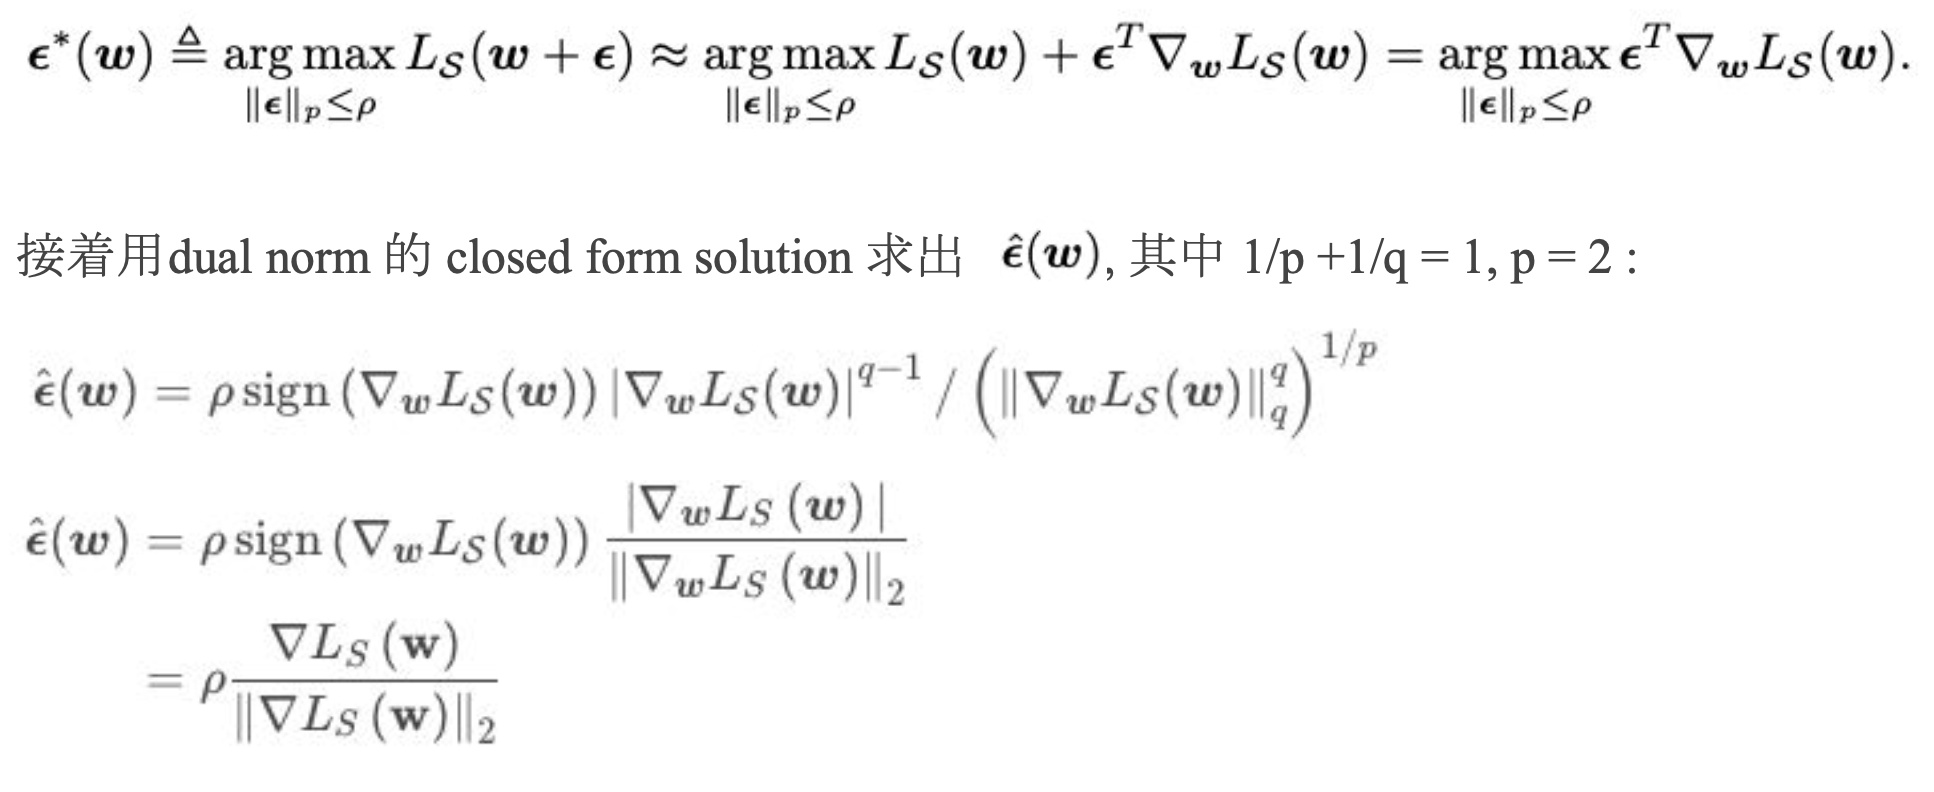 ϵ*(w) ≜ arg max_{‖ϵ‖_p≤ρ} L_S(w + ϵ) ≈ arg max_{‖ϵ‖_p≤ρ} L_S(w) + ϵ^T ∇_w L_S(w) = arg max_{‖ϵ‖_p≤ρ} ϵ^T ∇_w L_S(w).
接着用dual norm 的 closed form solution 求出 ϵ̂(w), 其中 1/p +1/q = 1, p = 2 :
ϵ̂(w) = ρ sign (∇_w L_S(w)) |∇_w L_S(w)|^{q−1} / (‖∇_w L_S(w)‖_q^q)^{1/p}
ϵ̂(w) = ρ sign (∇_w L_S(w)) \frac{|∇_w L_S (w) |}{‖∇_w L_S (w)‖_2}
= ρ \frac{∇L_S (w)}{‖∇L_S (w)‖_2}